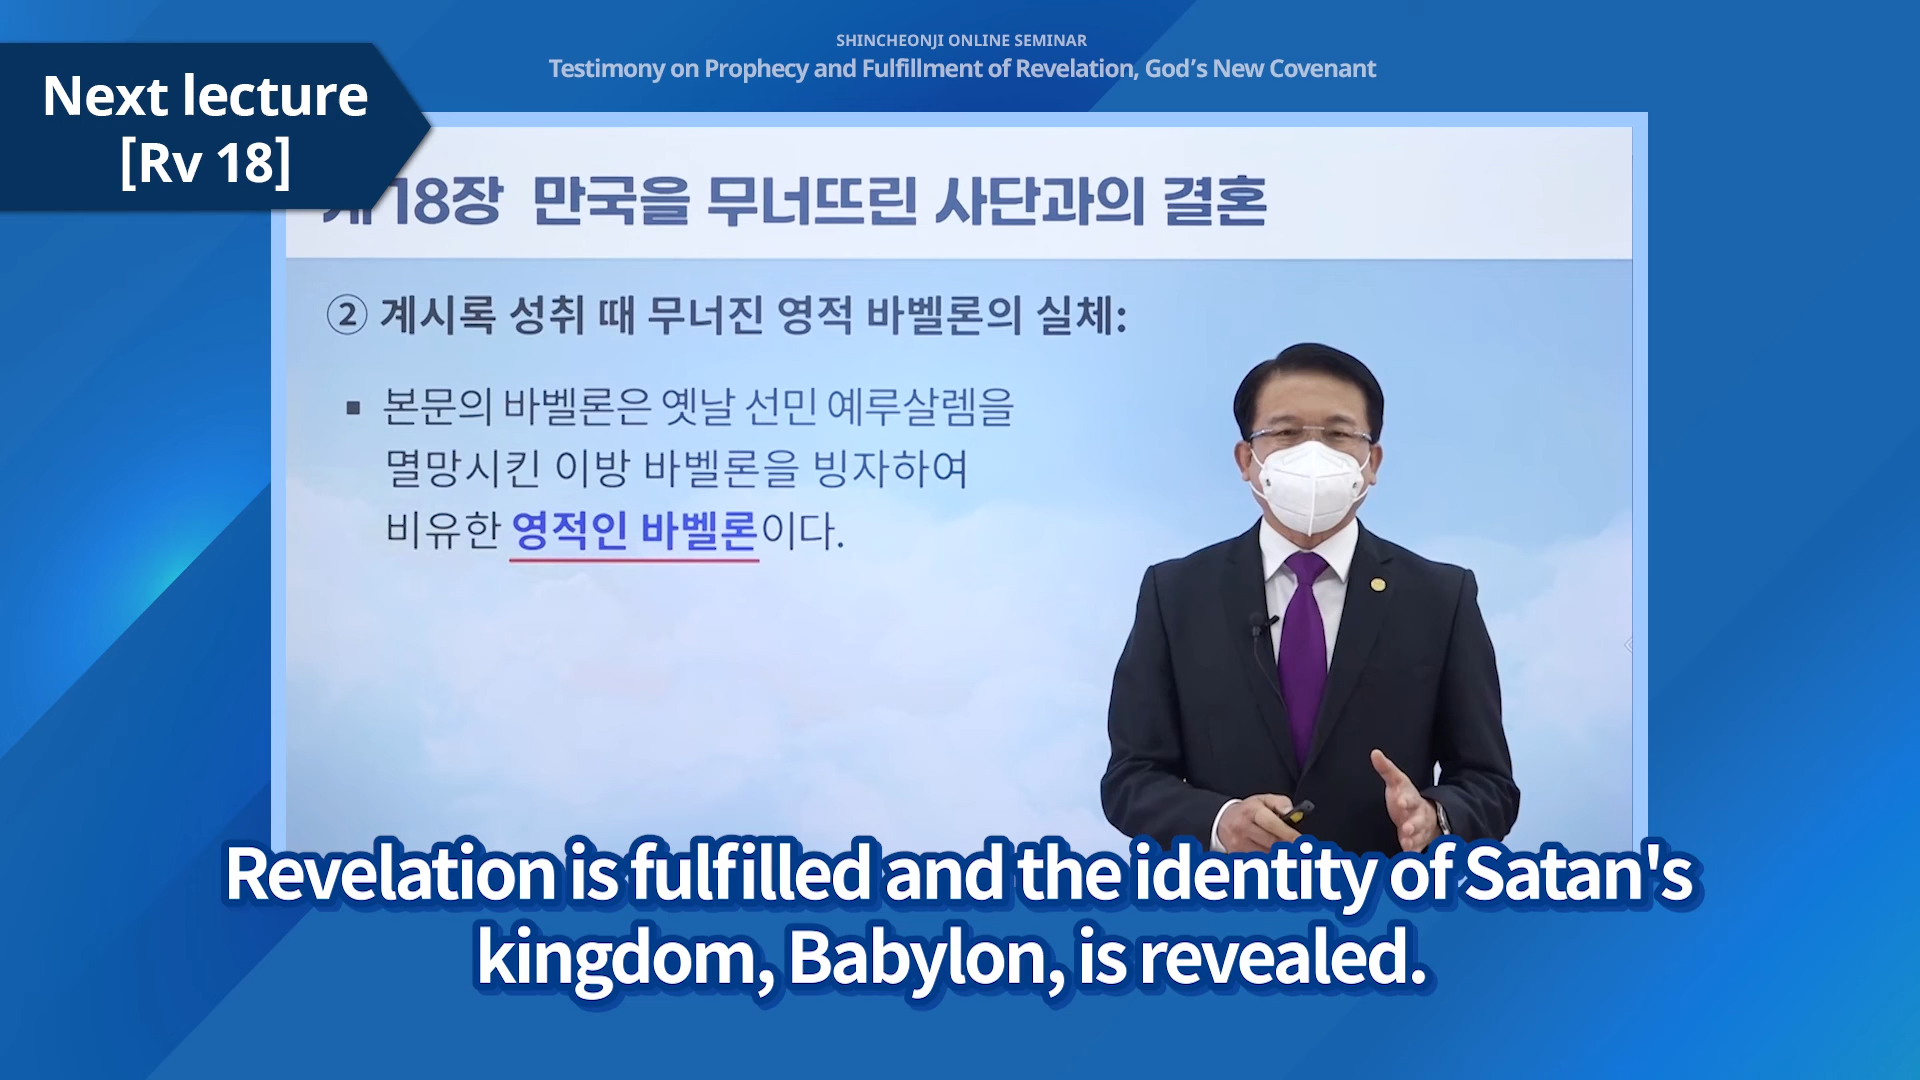 SHINCHEONJI ONLINE SEMINAR
Testimony on Prophecy and Fulfillment of Revelation, God's New Covenant
Next lecture
[Rv 18]
18장 만국을 무너뜨린 사단과의 결혼
② 계시록 성취 때 무너진 영적 바벨론의 실체:
▪ 본문의 바벨론은 옛날 선민 예루살렘을
멸망시킨 이방 바벨론을 빙자하여
비유한 영적인 바벨론이다.
Revelation is fulfilled and the identity of Satan's
kingdom, Babylon, is revealed.